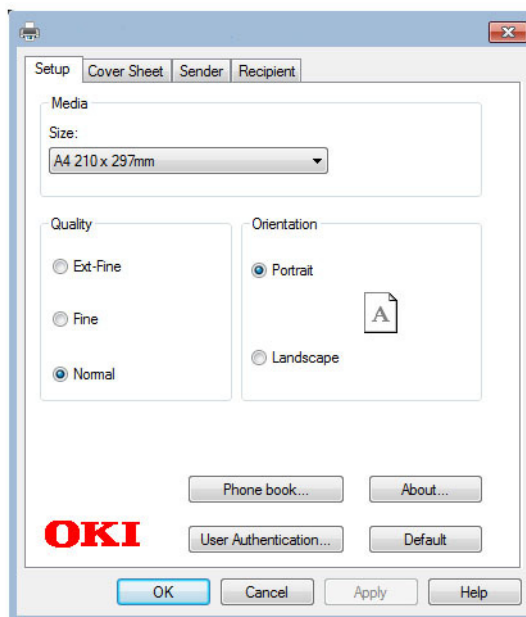 Setup Cover Sheet Sender Recipient
Media
Size:
A4 210 x 297mm
Quality Orientation
Ext-Fine Portrait
A
Fine
Landscape
Normal
Phone book... About...
OKI User Authentication... Default
OK Cancel Apply Help